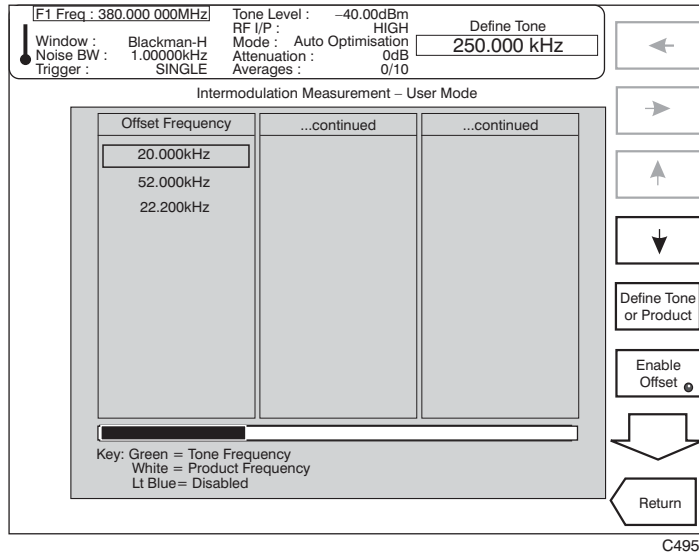 F1 Freq : 380.000 000MHz
Window : Blackman-H
Noise BW : 1.00000kHz
Trigger : SINGLE
Tone Level : –40.00dBm
RF I/P : HIGH
Mode : Auto Optimisation
Attenuation : 0dB
Averages : 0/10
Define Tone
250.000 kHz
Intermodulation Measurement – User Mode
Offset Frequency
...continued
...continued
20.000kHz
52.000kHz
22.200kHz
Key: Green = Tone Frequency
White = Product Frequency
Lt Blue= Disabled
Define Tone
or Product
Enable
Offset
Return
C495